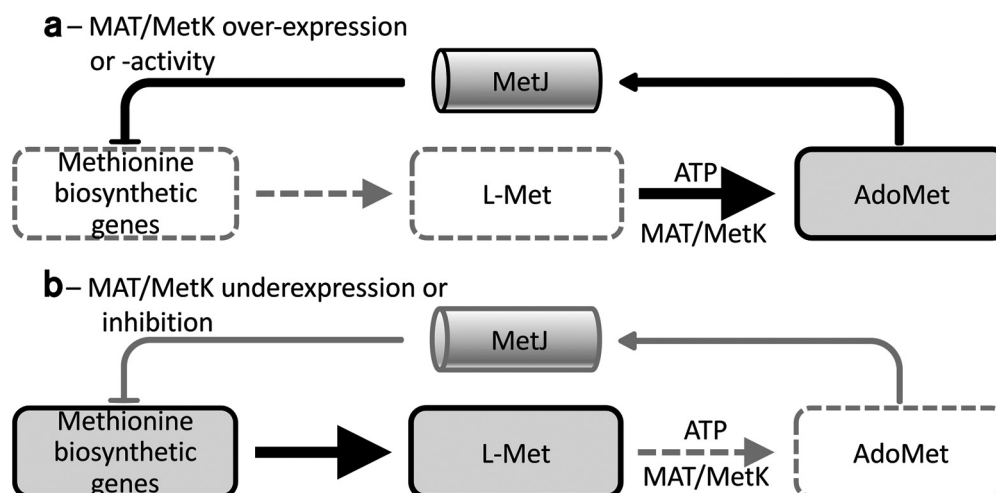 a – MAT/MetK over-expression
or -activity
MetJ
Methionine
biosynthetic
genes
L-Met
ATP
MAT/MetK
AdoMet
b – MAT/MetK underexpression or
inhibition
MetJ
Methionine
biosynthetic
genes
L-Met
ATP
MAT/MetK
AdoMet